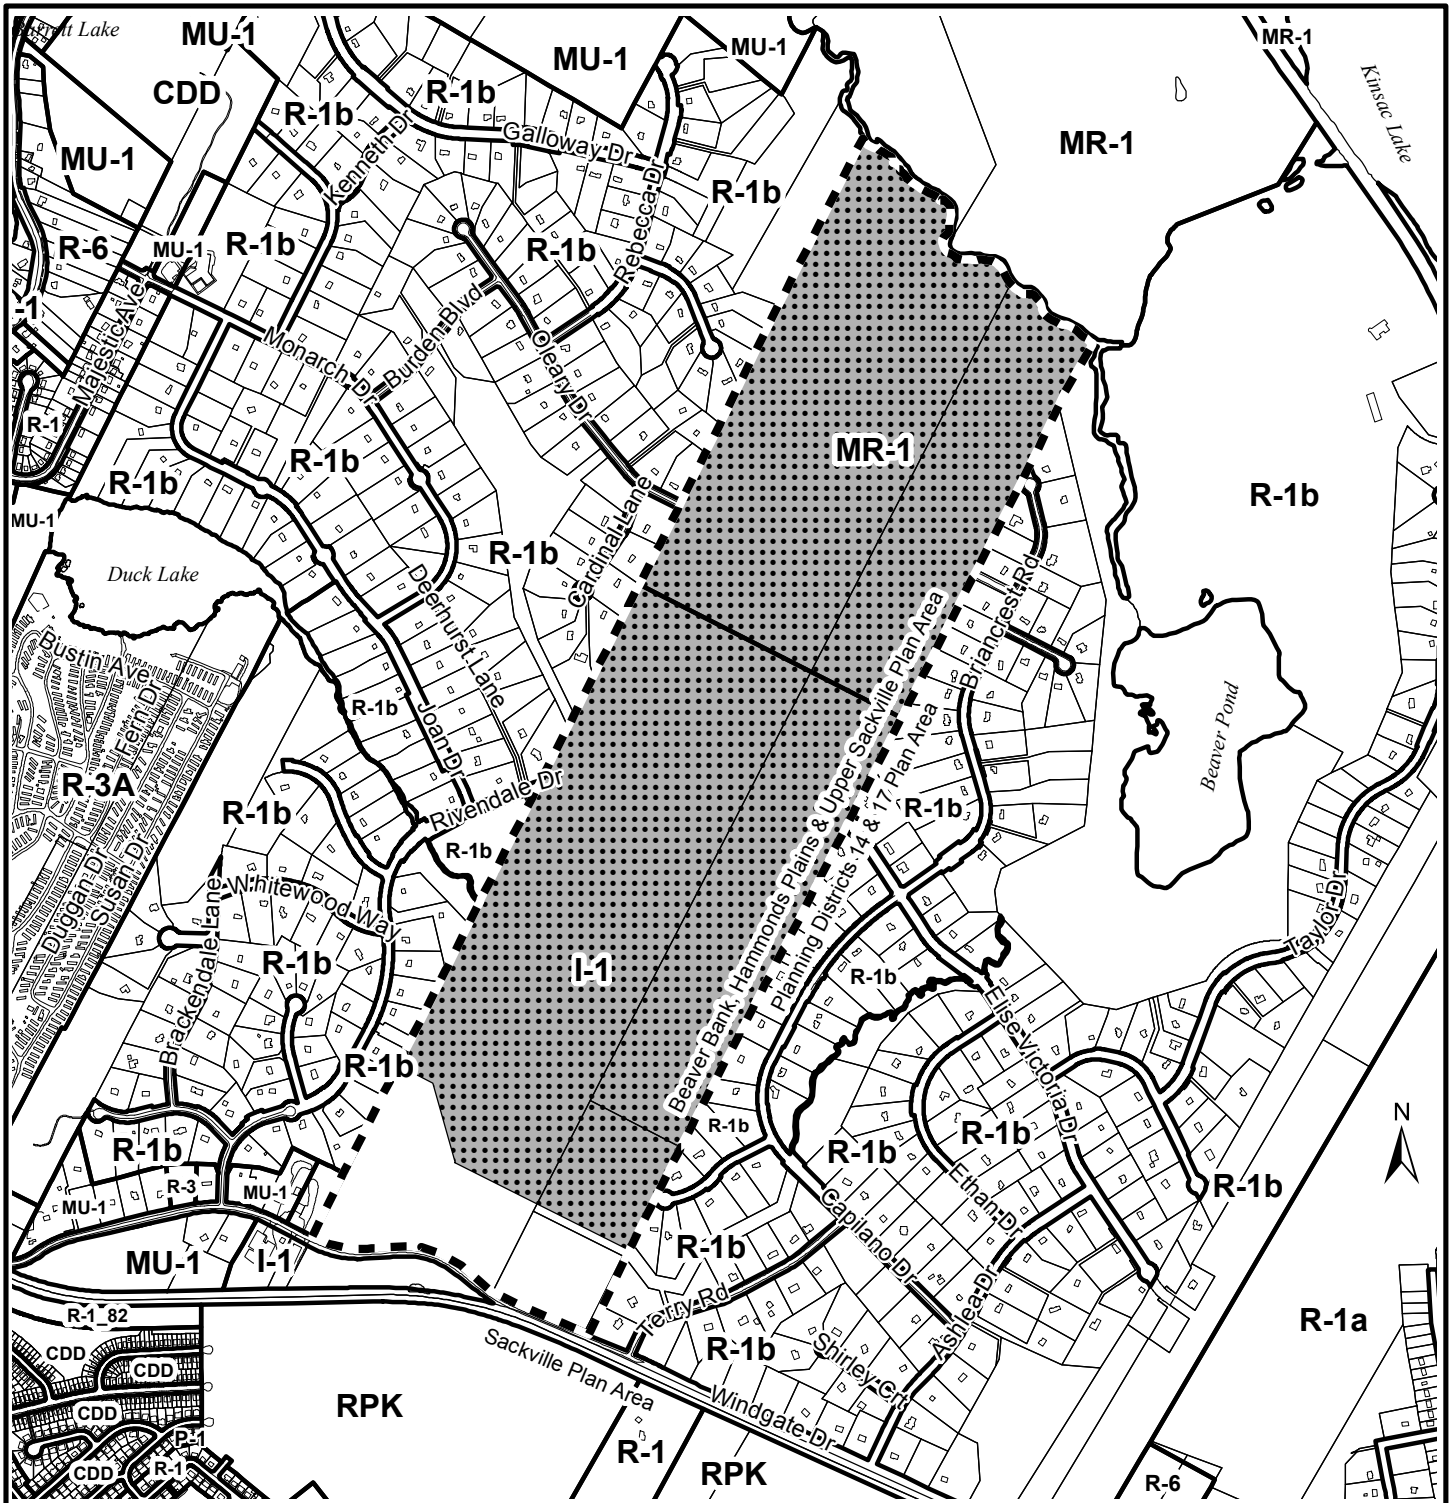 Barrett Lake
MU-1
MU-1
MU-1
MR-1
Kinsac Lake
CDD
R-1b
R-1b
Galloway Dr
MR-1
MU-1
Kenneth Dr
Rebecca Dr
R-1b
R-6
MU-1
R-1b
R-1b
-1
Majestic Ave
Monarch Dr
Burden Blvd
Oleary Dr
R-1
R-1b
R-1b
MR-1
R-1b
MU-1
Cardinal Lane
R-1b
Duck Lake
Deerhurst Lane
Briancrest Rd
Bustin Ave
Fern Dr
R-1b
Joan Dr
Beaver Pond
R-3A
R-1b
Rivendale Dr
R-1b
R-1b
Beaver Bank, Hammonds Plains & Upper Sackville Plan Area
Planning Districts 14 & 17 Plan Area
Duggan Dr
Susan Dr
Whitewood Way
Brackendale Lane
R-1b
I-1
R-1b
Taylor Dr
Elise Victoria Dr
R-1b
R-1b
R-1b
R-1b
R-1b
N
R-3
MU-1
MU-1
Ethan Dr
R-1b
Capilano Dr
R-1b
MU-1
I-1
R-1_82
Terry Rd
Ashlea Dr
R-1a
CDD
CDD
Sackville Plan Area
R-1b
Shirley Crt
CDD
RPK
Windgate Dr
P-1
R-1
CDD
R-1
RPK
R-6